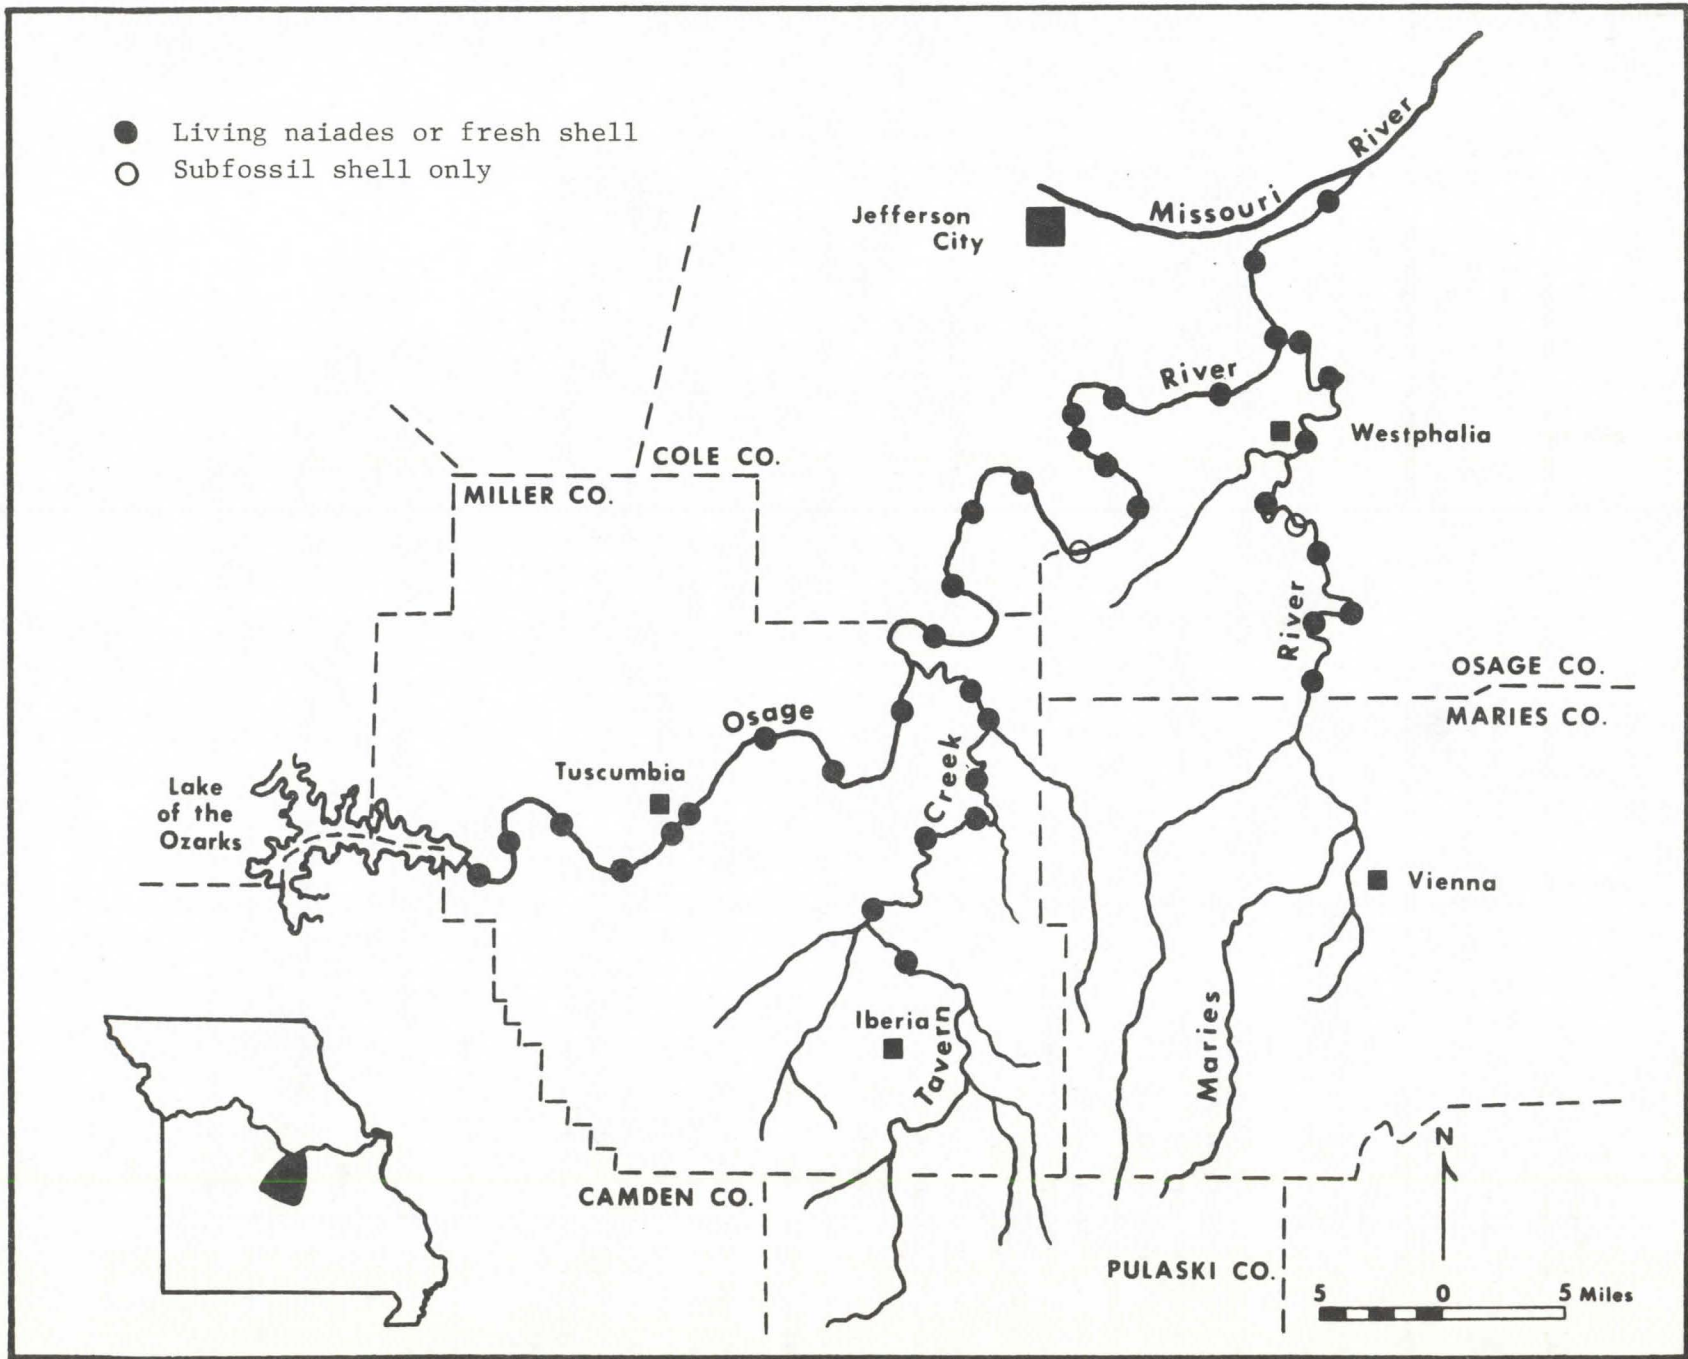 Living naiades or fresh shell
Subfossil shell only
River
Missouri
Jefferson
City
River
Westphalia
COLE CO.
MILLER CO.
River
OSAGE CO.
MARIES CO.
Osage
Creek
Tuscumbia
Lake
of the
Ozarks
Vienna
Iberia
Tavern
Maries
N
CAMDEN CO.
PULASKI CO.
5 0 5 Miles